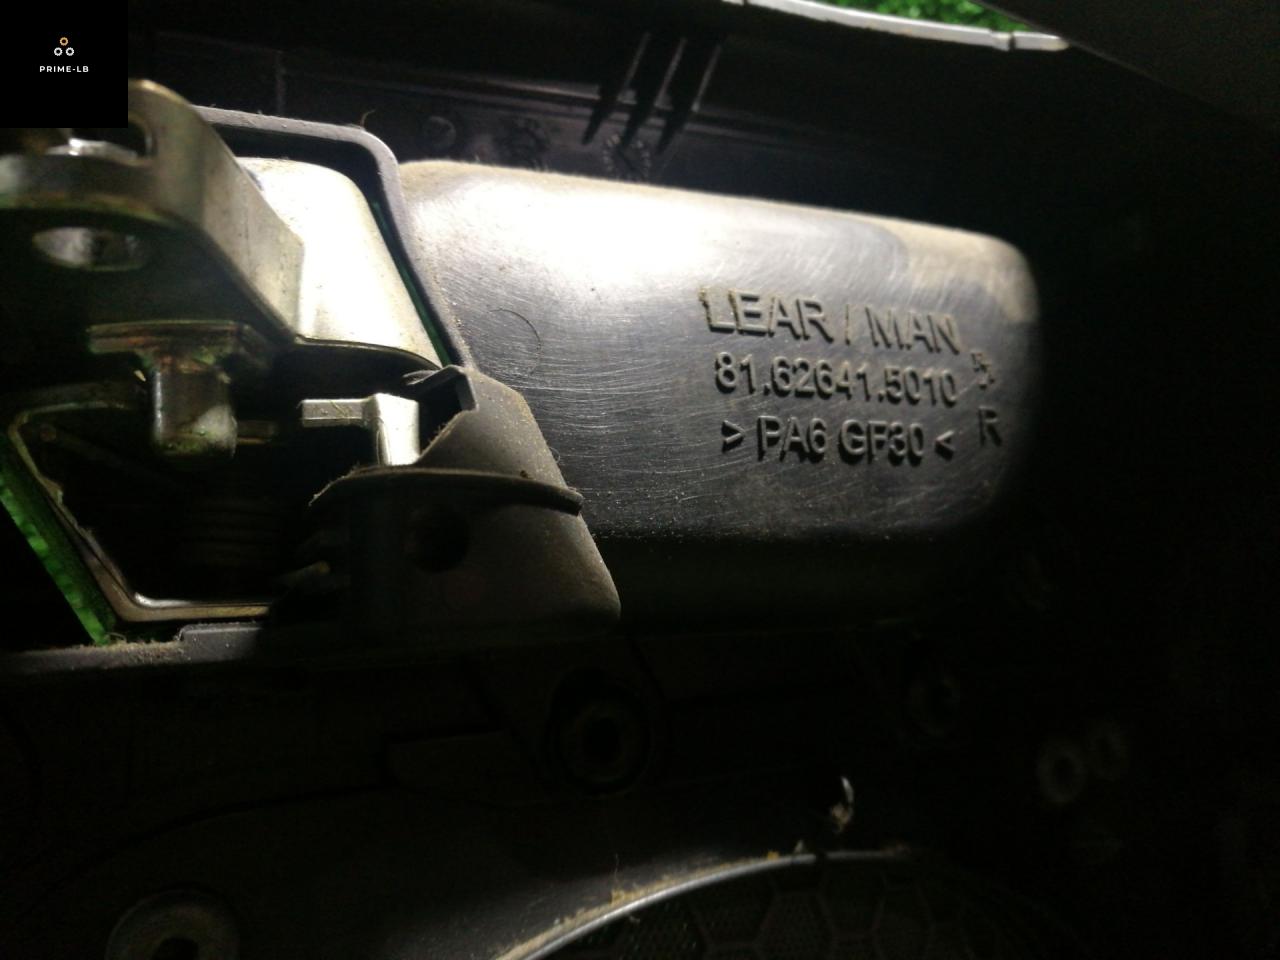 PRIME-LB
LEAR / MAN
81.62641.5010
> PA6 GF30 <
R